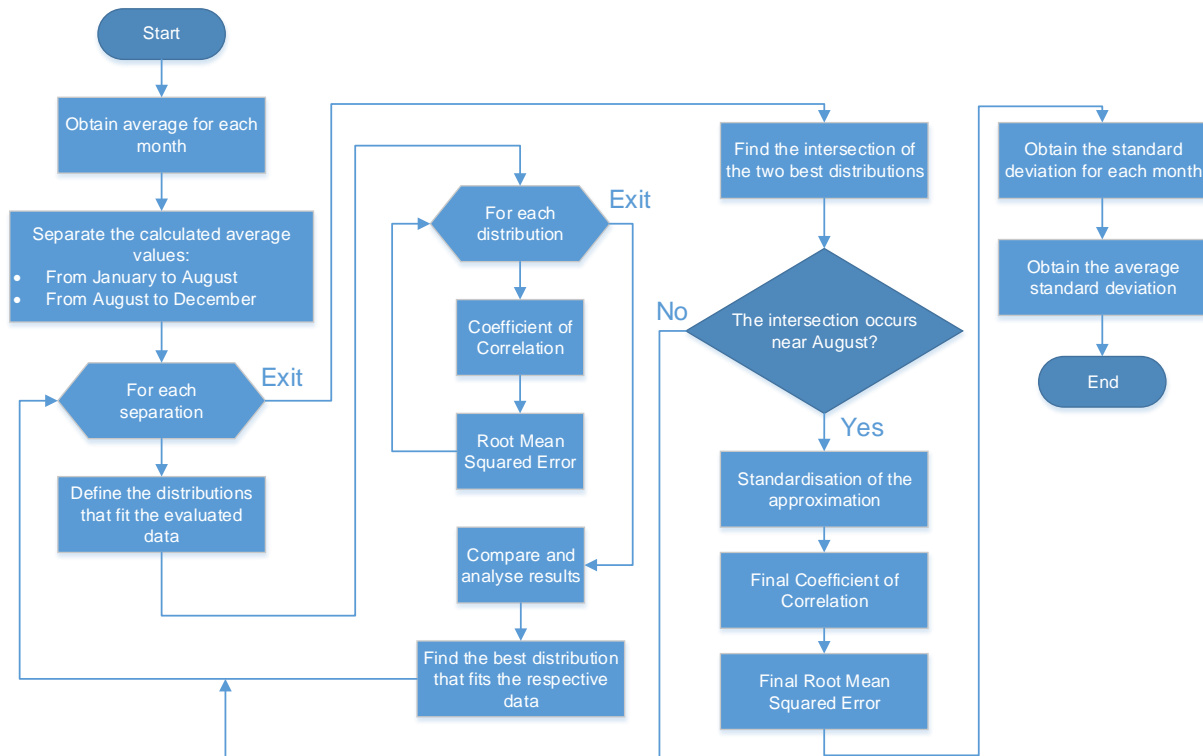 Start
Obtain average for each
month
Separate the calculated average
values:
• From January to August
• From August to December
For each
separation
Exit
Define the distributions
that fit the evaluated
data
For each
distribution
Exit
Coefficient of
Correlation
Root Mean
Squared Error
Compare and
analyse results
Find the best distribution
that fits the respective
data
Find the intersection of
the two best distributions
The intersection occurs
near August?
No
Yes
Standardisation of the
approximation
Final Coefficient of
Correlation
Final Root Mean
Squared Error
Obtain the standard
deviation for each month
Obtain the average
standard deviation
End